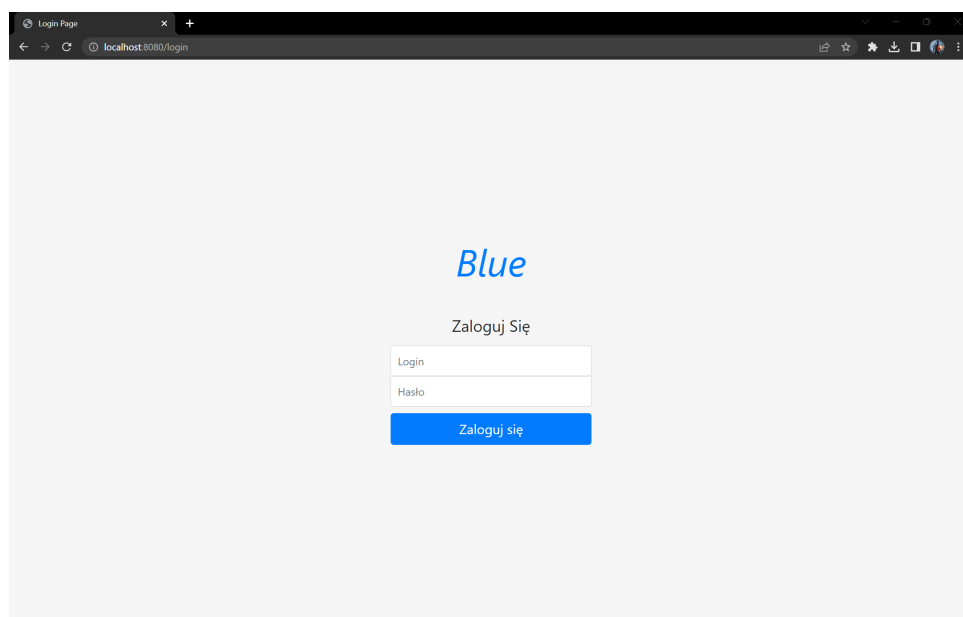 Login Page
localhost:8080/login
Blue
Zaloguj Się
Login
Hasło
Zaloguj się